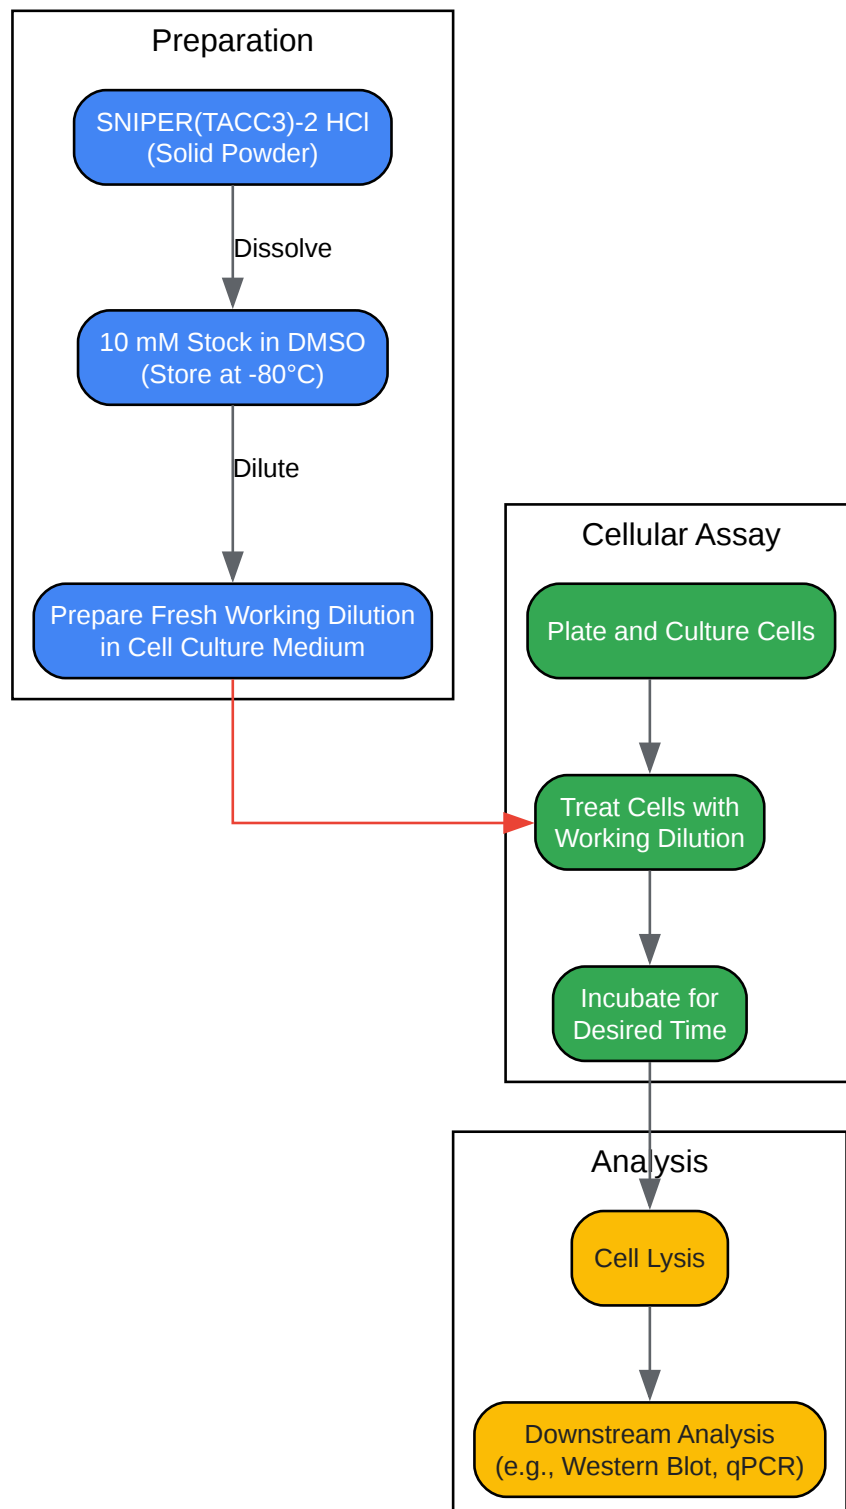 Preparation
SNIPER(TACC3)-2 HCl
(Solid Powder)
Dissolve
10 mM Stock in DMSO
(Store at -80°C)
Dilute
Prepare Fresh Working Dilution
in Cell Culture Medium
Cellular Assay
Plate and Culture Cells
Treat Cells with
Working Dilution
Incubate for
Desired Time
Analysis
Cell Lysis
Downstream Analysis
(e.g., Western Blot, qPCR)